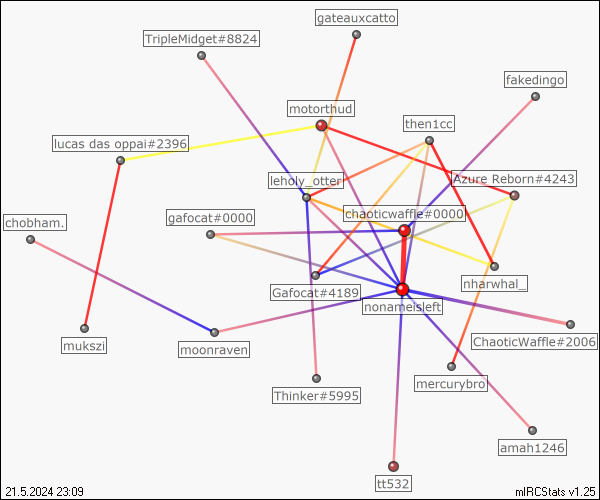 gateauxcatto
TripleMidget#8824
fakedingo
motorthud
then1cc
lucas das oppai#2396
leholy_otter
Azure Reborn#4243
chaoticwaffle#0000
gafocat#0000
chobham.
nharwhal_
Gafocat#4189
nonameisleft
mukszi
moonraven
ChaoticWaffle#2006
mercurybro
Thinker#5995
amah1246
tt532
21.5.2024 23:09
mIRCStats v1.25